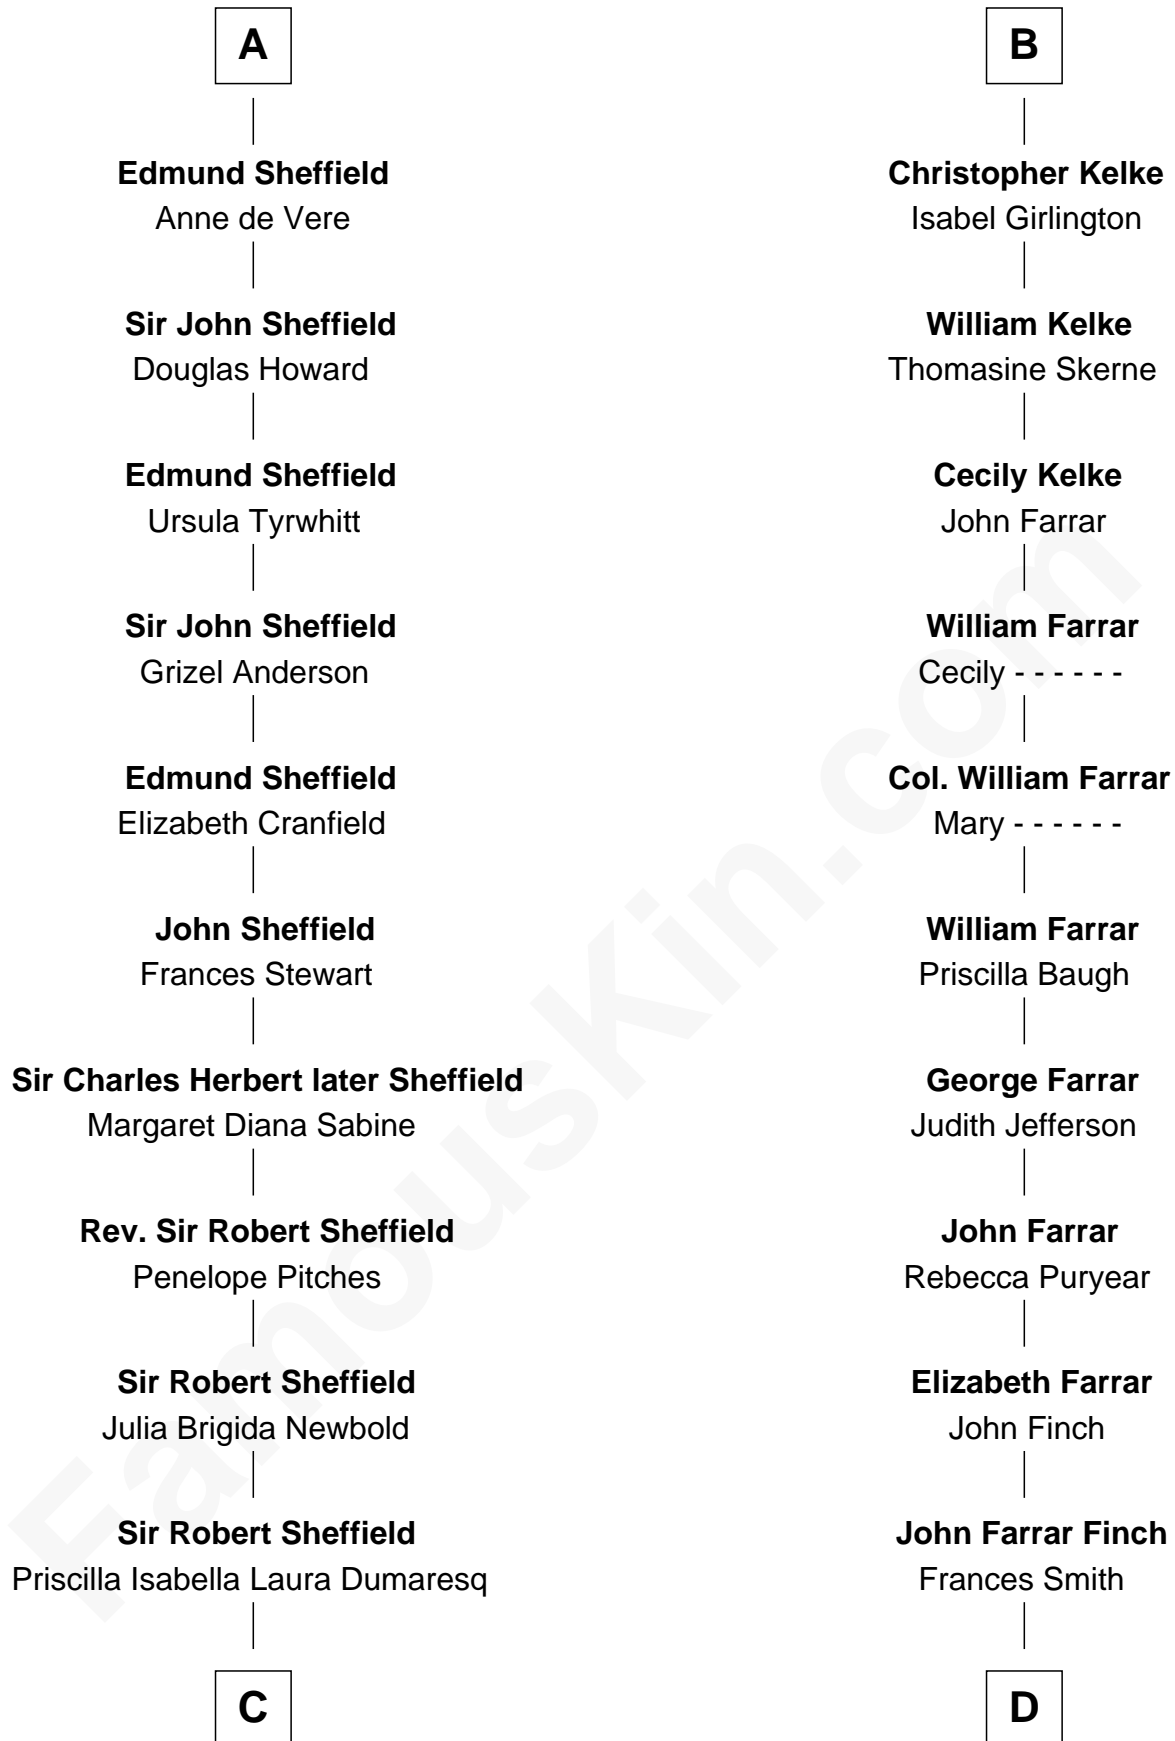 A
Edmund Sheffield
Anne de Vere
Sir John Sheffield
Douglas Howard
Edmund Sheffield
Ursula Tyrwhitt
Sir John Sheffield
Grizel Anderson
Edmund Sheffield
Elizabeth Cranfield
John Sheffield
Frances Stewart
Sir Charles Herbert later Sheffield
Margaret Diana Sabine
Rev. Sir Robert Sheffield
Penelope Pitches
Sir Robert Sheffield
Julia Brigida Newbold
Sir Robert Sheffield
Priscilla Isabella Laura Dumaresq
C
B
Christopher Kelke
Isabel Girlington
William Kelke
Thomasine Skerne
Cecily Kelke
John Farrar
William Farrar
Cecily - - - - - -
Col. William Farrar
Mary - - - - - -
William Farrar
Priscilla Baugh
George Farrar
Judith Jefferson
John Farrar
Rebecca Puryear
Elizabeth Farrar
John Finch
John Farrar Finch
Frances Smith
D
FamousKin.com